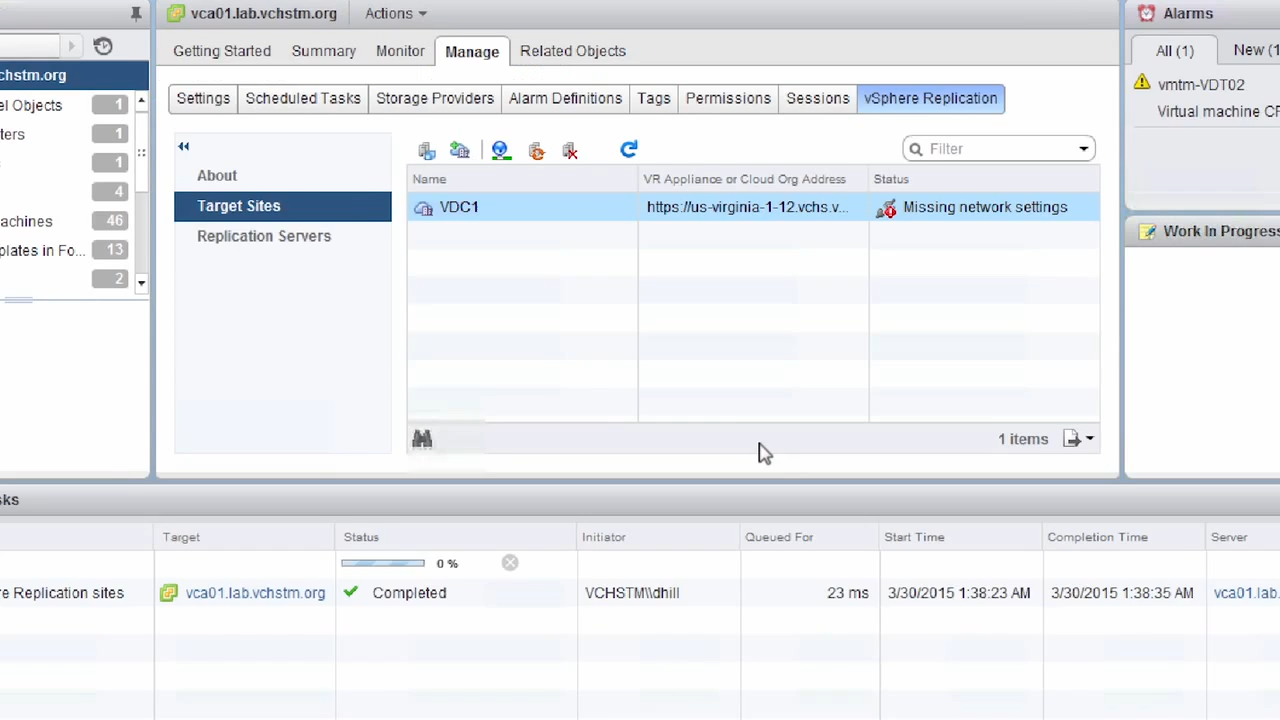 vca01.lab.vchstm.org Actions
Alarms
Getting Started Summary Monitor Manage Related Objects
All (1) New (1
chstm.org
Settings Scheduled Tasks Storage Providers Alarm Definitions Tags Permissions Sessions vSphere Replication
el Objects 1
ters 1
1
4
achines 46
plates in Fo... 13
2
vmtm-VDT02
Virtual machine CP
About
Target Sites
Replication Servers
Filter
Name VR Appliance or Cloud Org Address Status
VDC1 https://us-virginia-1-12.vchs.v... Missing network settings
1 items
Work In Progress
sks
Target Status Initiator Queued For Start Time Completion Time Server
0 %
re Replication sites vca01.lab.vchstm.org Completed VCHSTM\\dhill 23 ms 3/30/2015 1:38:23 AM 3/30/2015 1:38:35 AM vca01.lab.